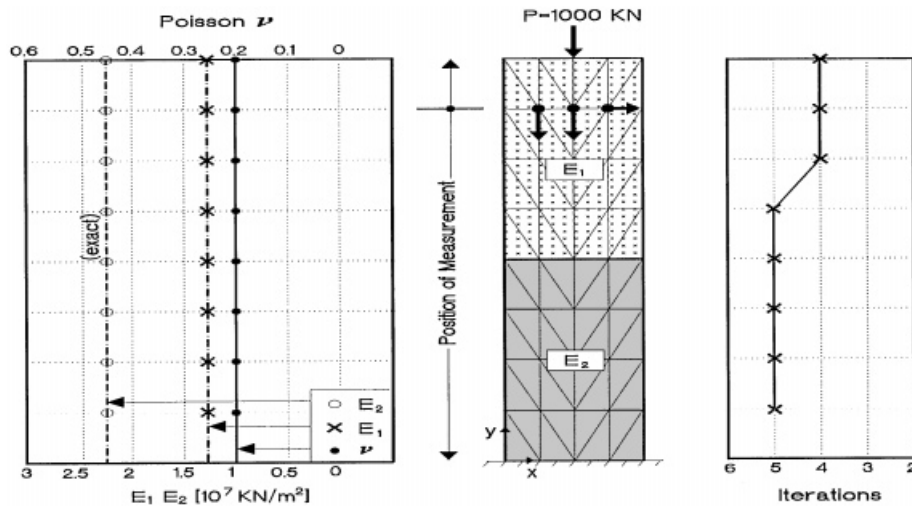 Poisson ν
0.6 0.5 0.4 0.3 0.2 0.1 0
(exact)
E₂
E₁
ν
3 2.5 2 1.5 1 0.5 0
E₁ E₂ [10⁷ KN/m²]
Position of Measurement
P-1000 KN
E₁
E₂
y
x
6 5 4 3 2
Iterations